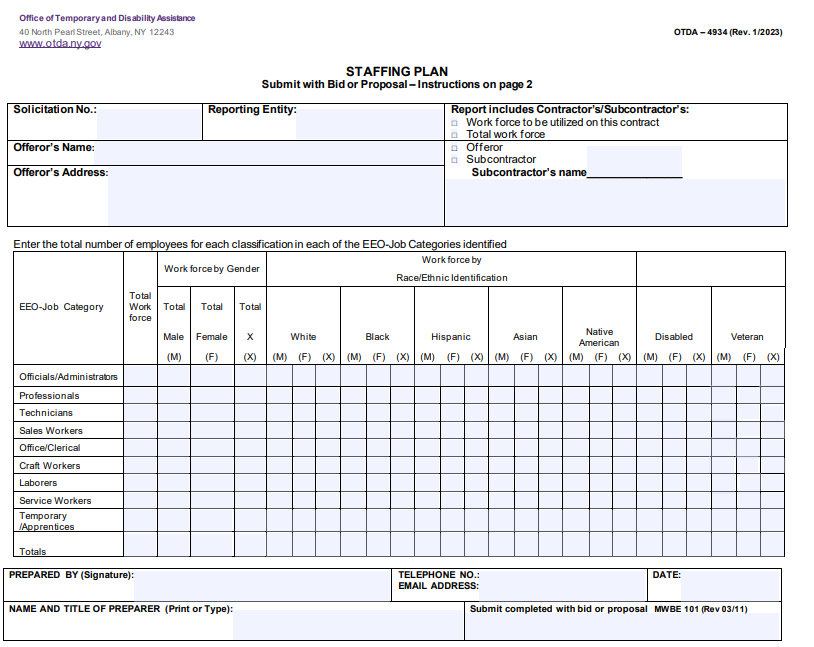 Office of Temporary and Disability Assistance
40 North Pearl Street, Albany, NY 12243
www.otda.ny.gov
OTDA – 4934 (Rev. 1/2023)
STAFFING PLAN
Submit with Bid or Proposal – Instructions on page 2
Solicitation No.:
Reporting Entity:
Report includes Contractor's/Subcontractor's:
Work force to be utilized on this contract
Total work force
Offeror's Name:
Offeror
Subcontractor
Subcontractor's name
Offeror's Address:
Enter the total number of employees for each classification in each of the EEO-Job Categories identified
EEO-Job Category
Total
Work
force
Work force by Gender
Work force by
Race/Ethnic Identification
Total Total Total
Male Female X
(M) (F) (X)
White Black Hispanic Asian Native
American Disabled Veteran
(M) (F) (X) (M) (F) (X) (M) (F) (X) (M) (F) (X) (M) (F) (X) (M) (F) (X) (M) (F) (X)
Officials/Administrators
Professionals
Technicians
Sales Workers
Office/Clerical
Craft Workers
Laborers
Service Workers
Temporary
/Apprentices
Totals
PREPARED BY (Signature):
TELEPHONE NO.:
EMAIL ADDRESS:
DATE:
NAME AND TITLE OF PREPARER (Print or Type):
Submit completed with bid or proposal MWBE 101 (Rev 03/11)